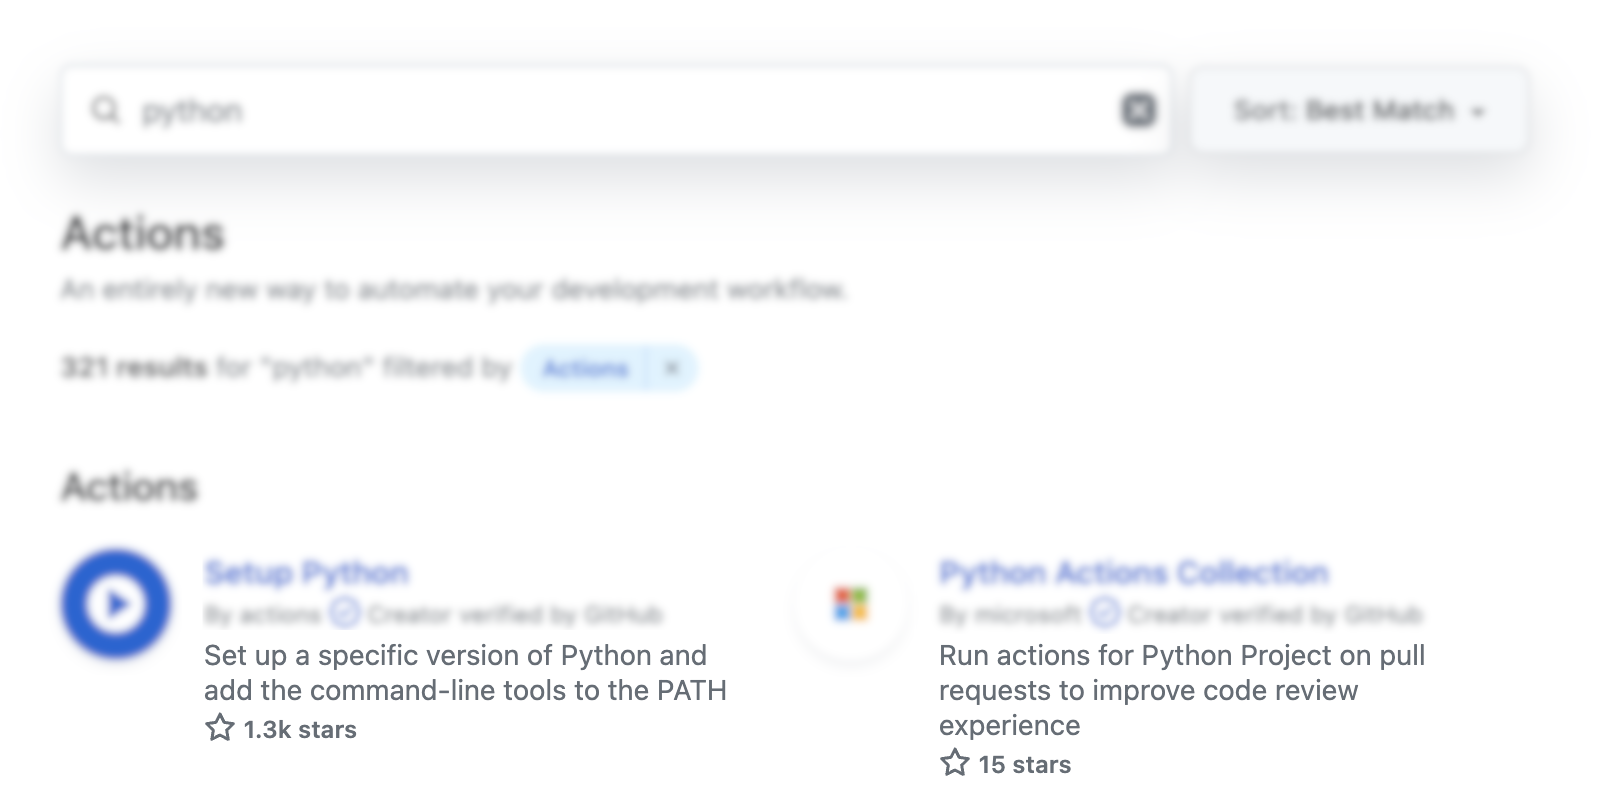 python
Sort: Best Match
Actions
An entirely new way to automate your development workflow.
321 results for "python" filtered by Actions ×
Actions
Setup Python
By actions Creator verified by GitHub
Set up a specific version of Python and
add the command-line tools to the PATH
1.3k stars
Python Actions Collection
By microsoft Creator verified by GitHub
Run actions for Python Project on pull
requests to improve code review
experience
15 stars